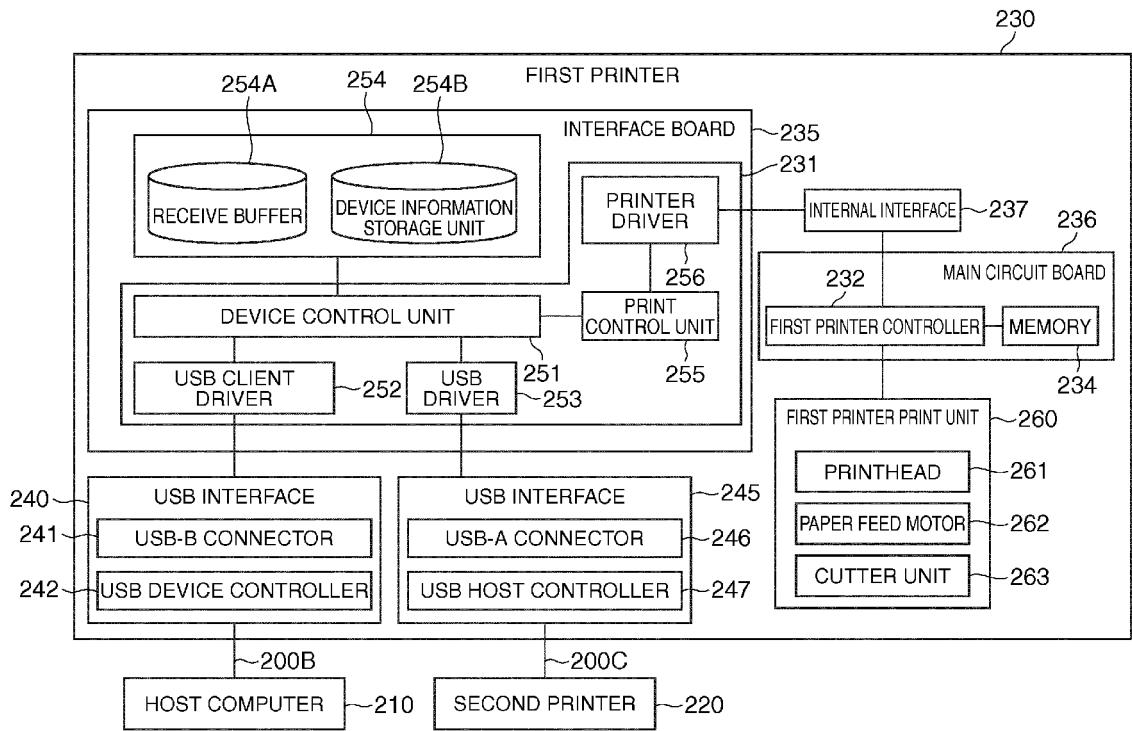 230
FIRST PRINTER
254A
254
254B
INTERFACE BOARD
235
231
RECEIVE BUFFER
DEVICE INFORMATION
STORAGE UNIT
PRINTER
DRIVER
256
INTERNAL INTERFACE
237
236
MAIN CIRCUIT BOARD
232
FIRST PRINTER CONTROLLER
MEMORY
234
DEVICE CONTROL UNIT
251
PRINT
CONTROL UNIT
255
USB CLIENT
DRIVER
252
USB
DRIVER
253
FIRST PRINTER PRINT UNIT
260
PRINTHEAD
261
PAPER FEED MOTOR
262
CUTTER UNIT
263
240
USB INTERFACE
241
USB-B CONNECTOR
242
USB DEVICE CONTROLLER
USB INTERFACE
245
USB-A CONNECTOR
246
USB HOST CONTROLLER
247
200B
200C
HOST COMPUTER
210
SECOND PRINTER
220